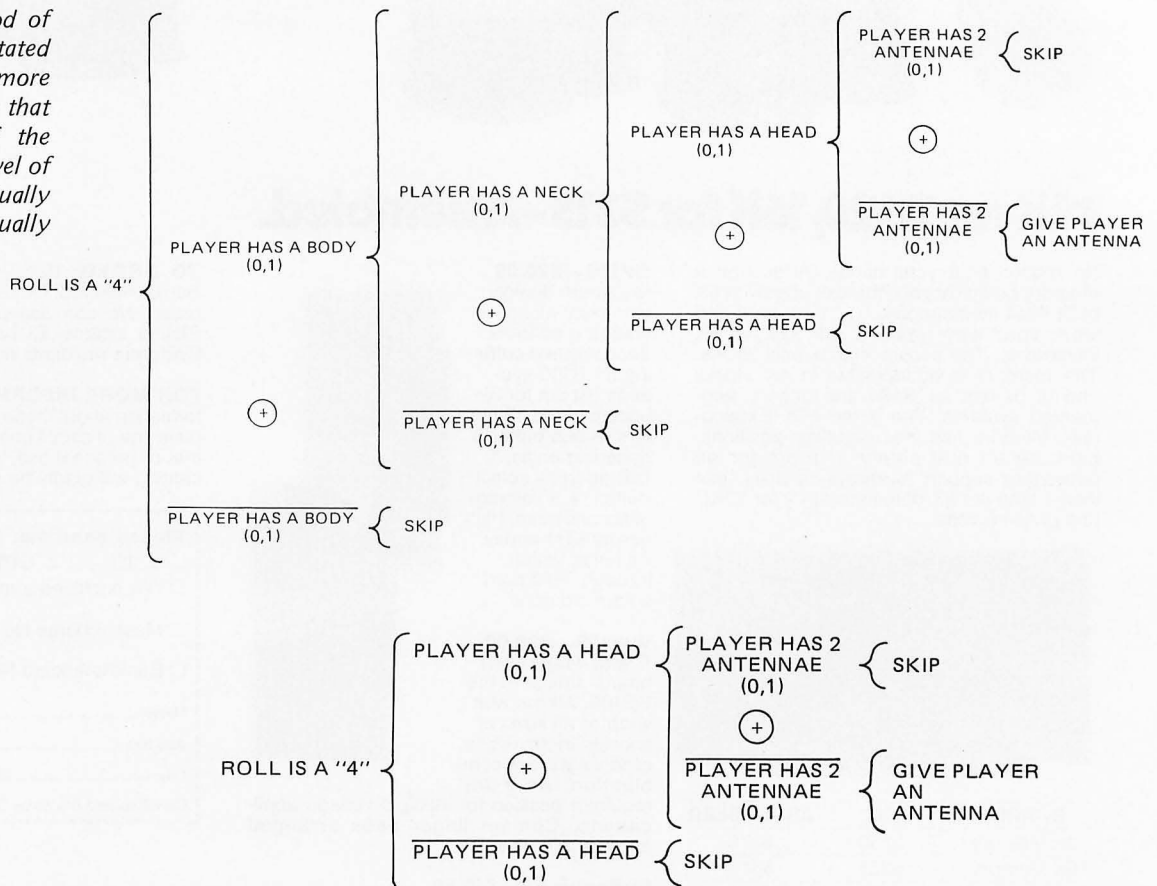 od of
tated
more
that
the
vel of
ually
ually
PLAYER HAS 2
ANTENNAE
(0,1)
SKIP
+
PLAYER HAS 2
ANTENNAE
(0,1)
GIVE PLAYER
AN ANTENNA
PLAYER HAS A HEAD
(0,1)
+
PLAYER HAS A HEAD
(0,1)
SKIP
PLAYER HAS A NECK
(0,1)
+
PLAYER HAS A NECK
(0,1)
SKIP
PLAYER HAS A BODY
(0,1)
ROLL IS A "4"
+
PLAYER HAS A BODY
(0,1)
SKIP
PLAYER HAS A HEAD
(0,1)
PLAYER HAS 2
ANTENNAE
(0,1)
SKIP
ROLL IS A "4"
+
+
PLAYER HAS 2
ANTENNAE
(0,1)
GIVE PLAYER
AN
ANTENNA
PLAYER HAS A HEAD
(0,1)
SKIP